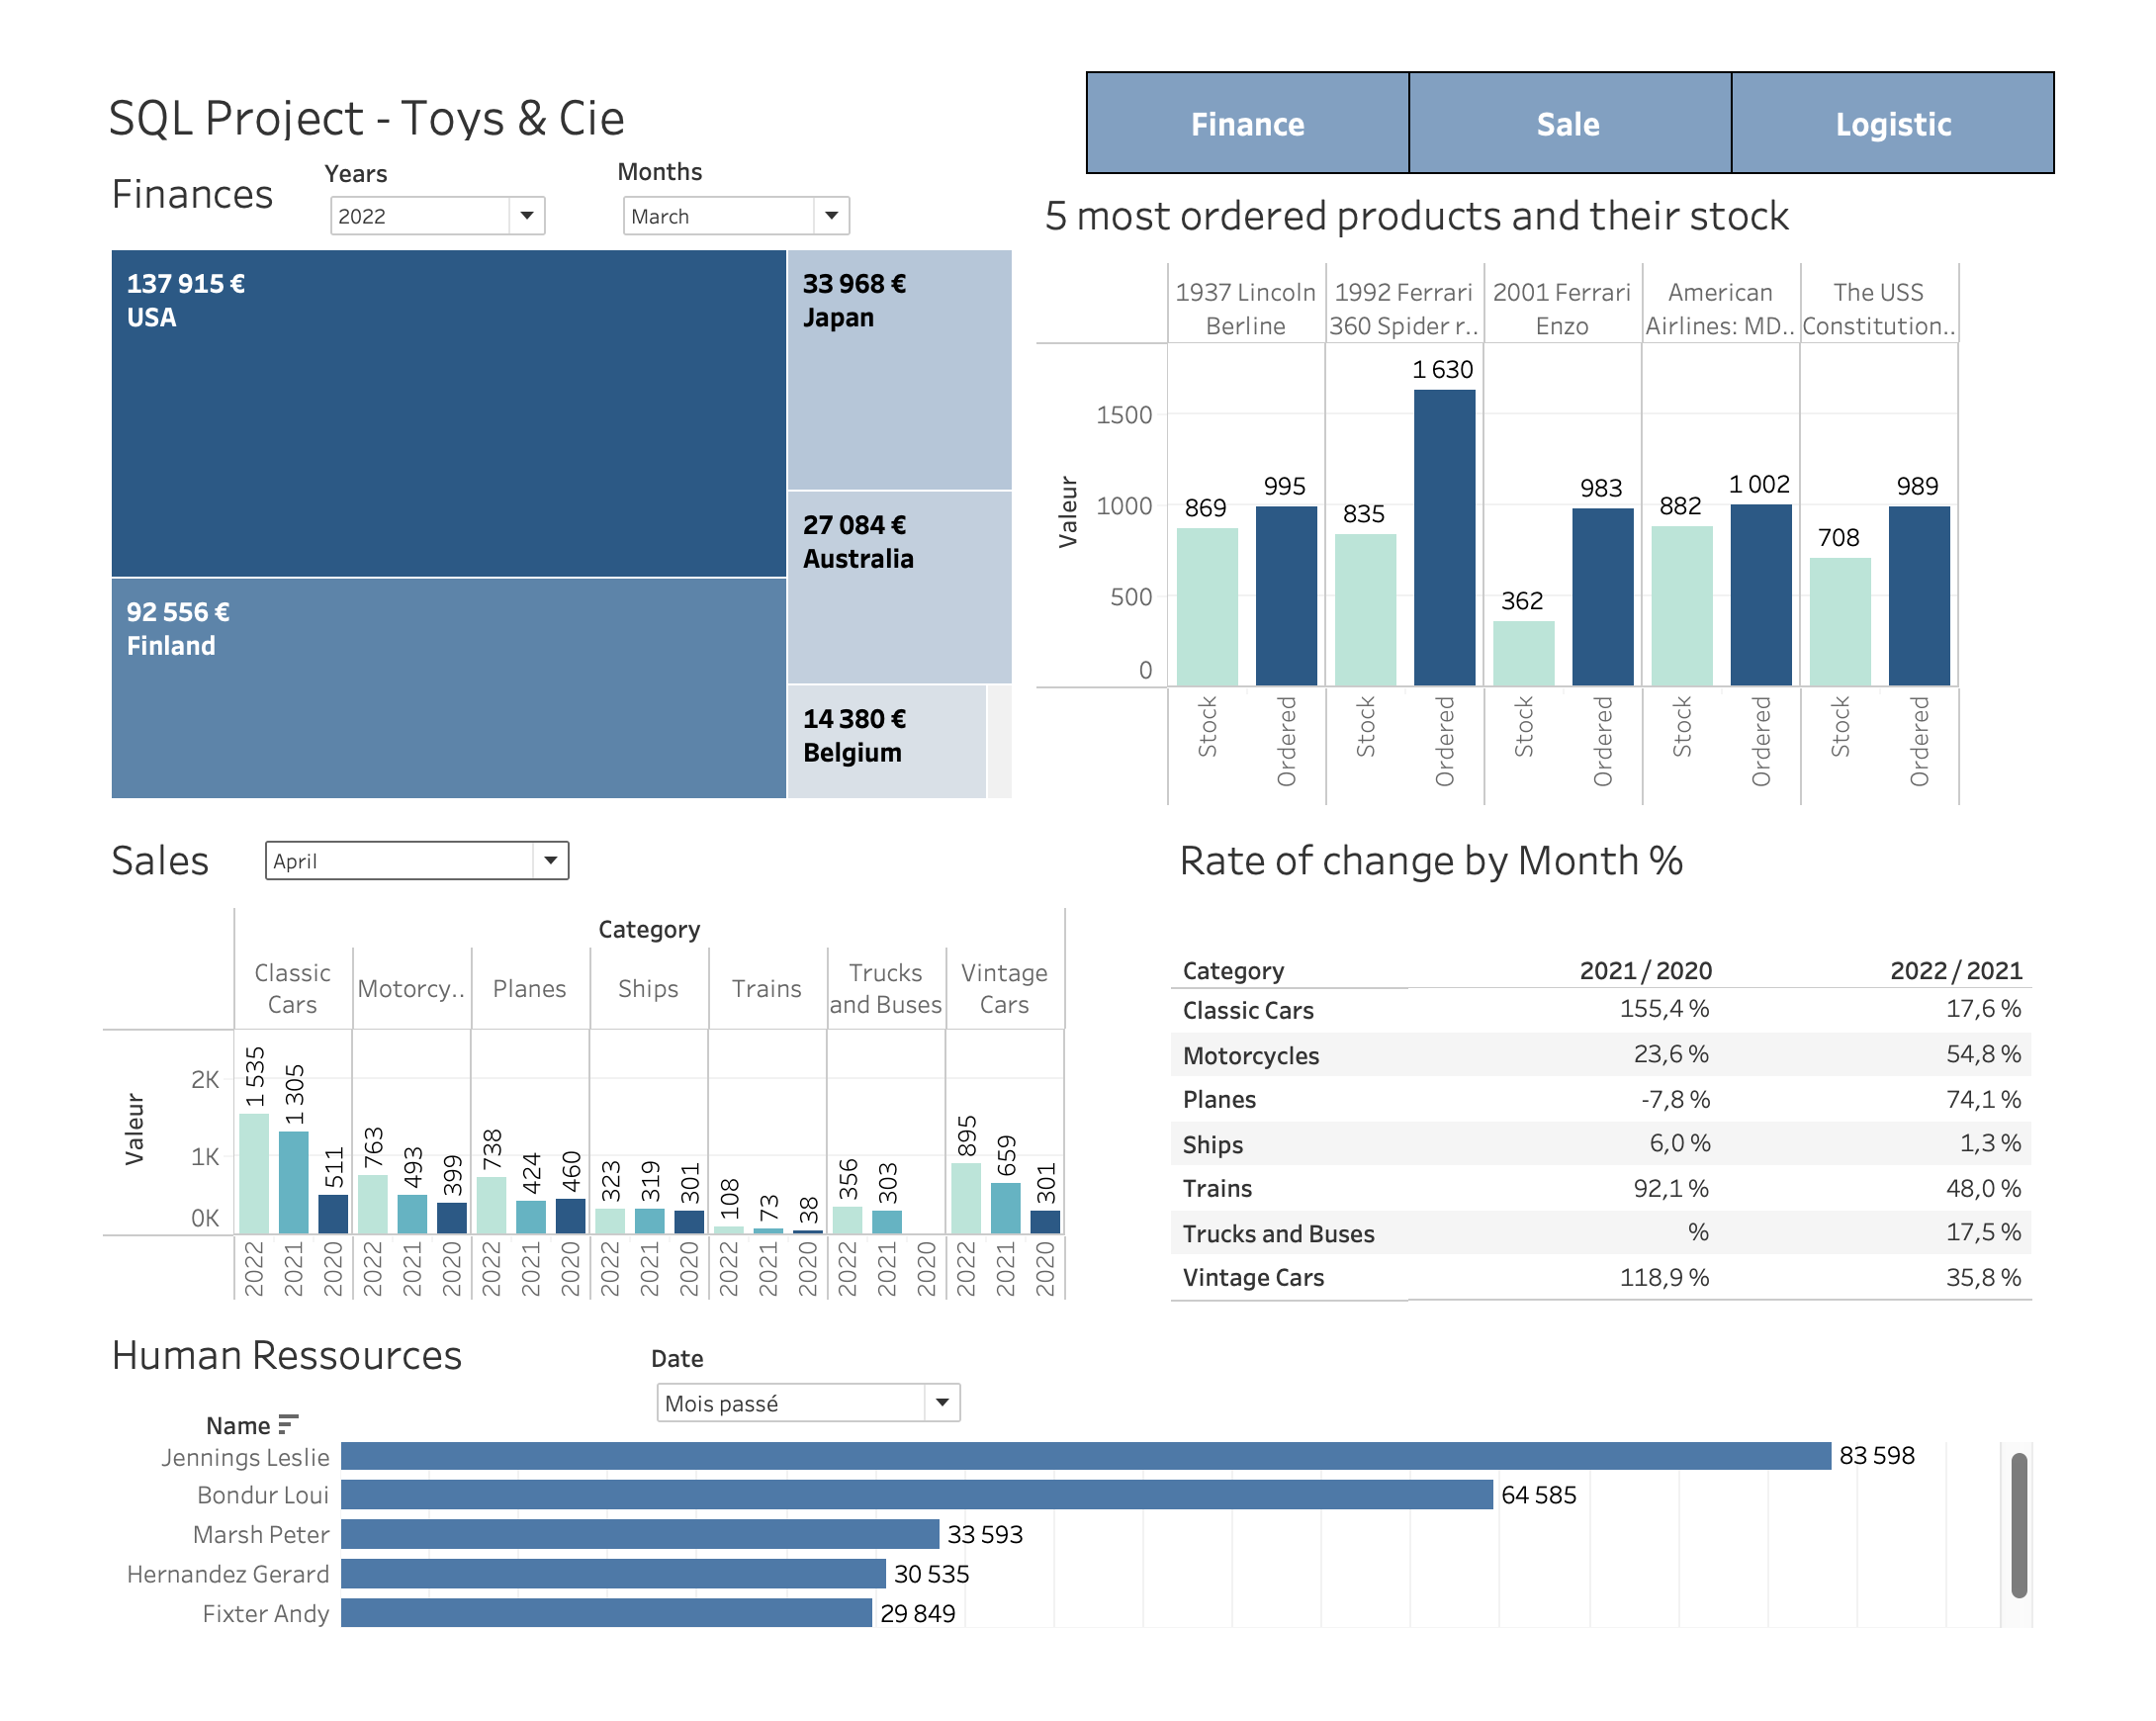 SQL Project - Toys & Cie
Finance Sale Logistic
Finances
Years
2022
Months
March
137 915 €
USA
92 556 €
Finland
33 968 €
Japan
27 084 €
Australia
14 380 €
Belgium
5 most ordered products and their stock
1937 Lincoln
Berline
1992 Ferrari
360 Spider r..
2001 Ferrari
Enzo
American
Airlines: MD..
The USS
Constitution..
Valeur
1500
1000
500
0
869 995 835 1 630 362 983 882 1 002 708 989
Stock Ordered Stock Ordered Stock Ordered Stock Ordered Stock Ordered
Sales
April
Category
Classic
Cars
Motorcy..
Planes
Ships
Trains
Trucks
and Buses
Vintage
Cars
Valeur
2K
1K
0K
1 535 1 305 511 763 493 399 738 424 460 323 319 301 108 73 38 356 303 895 659 301
2022 2021 2020 2022 2021 2020 2022 2021 2020 2022 2021 2020 2022 2021 2020 2022 2021 2020 2022 2021 2020
Rate of change by Month %
Category 2021 / 2020 2022 / 2021
Classic Cars 155,4 % 17,6 %
Motorcycles 23,6 % 54,8 %
Planes -7,8 % 74,1 %
Ships 6,0 % 1,3 %
Trains 92,1 % 48,0 %
Trucks and Buses % 17,5 %
Vintage Cars 118,9 % 35,8 %
Human Ressources
Date
Mois passé
Name
Jennings Leslie 83 598
Bondur Loui 64 585
Marsh Peter 33 593
Hernandez Gerard 30 535
Fixter Andy 29 849